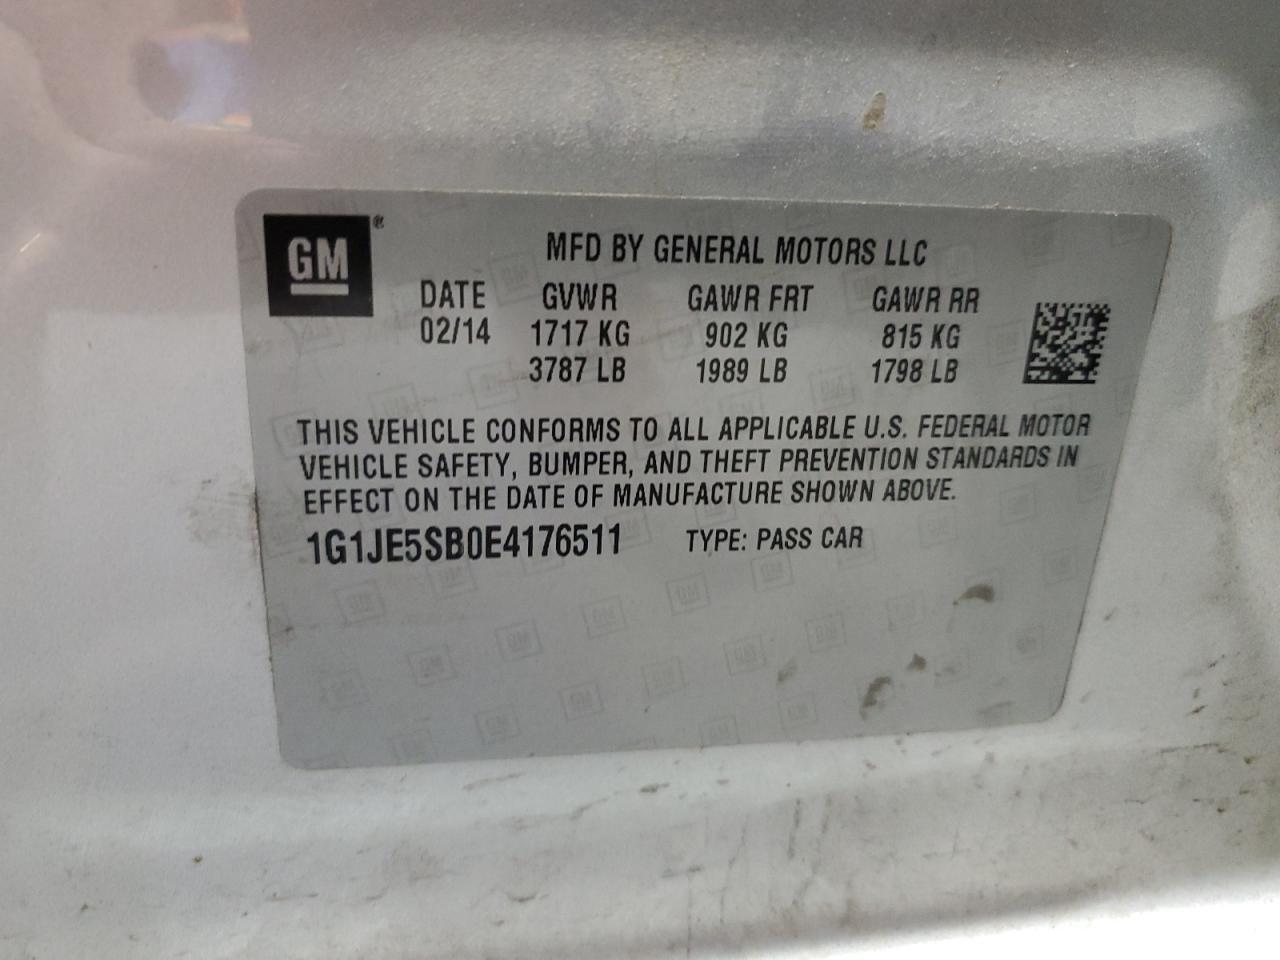 GM ®
MFD BY GENERAL MOTORS LLC
DATE GVWR GAWR FRT GAWR RR
02/14 1717 KG 902 KG 815 KG
3787 LB 1989 LB 1798 LB
THIS VEHICLE CONFORMS TO ALL APPLICABLE U.S. FEDERAL MOTOR
VEHICLE SAFETY, BUMPER, AND THEFT PREVENTION STANDARDS IN
EFFECT ON THE DATE OF MANUFACTURE SHOWN ABOVE.
1G1JE5SB0E4176511 TYPE: PASS CAR